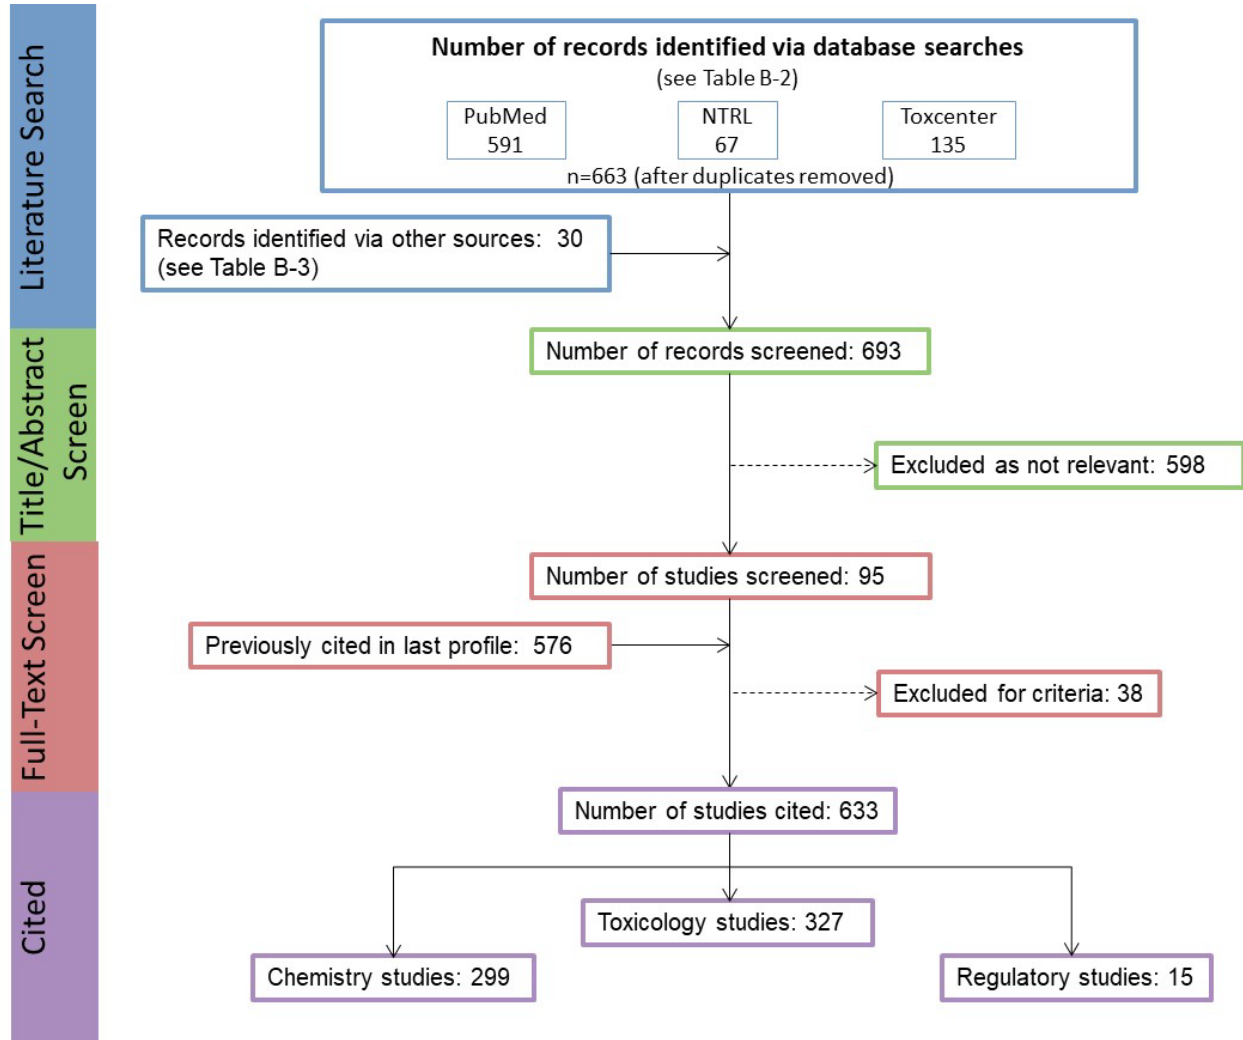 Literature Search
Number of records identified via database searches
(see Table B-2)
PubMed
591
NTRL
67
Toxcenter
135
n=663 (after duplicates removed)
Records identified via other sources: 30
(see Table B-3)
Title/Abstract
Screen
Number of records screened: 693
Excluded as not relevant: 598
Full-Text Screen
Number of studies screened: 95
Previously cited in last profile: 576
Excluded for criteria: 38
Cited
Number of studies cited: 633
Toxicology studies: 327
Chemistry studies: 299
Regulatory studies: 15